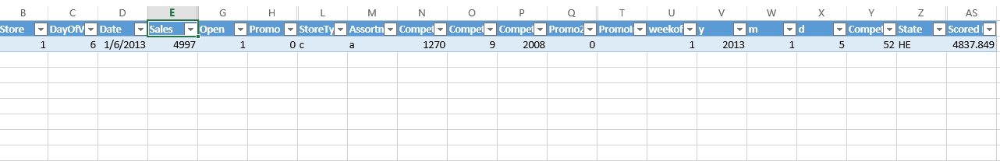 B C D E G H L M N O P Q T U V W X Y Z AS
Store DayOfW Date Sales Open Promo StoreTy Assortn Compet Compet Compet Promo2 PromoI weekof y m d Compet State Scored
1 6 1/6/2013 4997 1 0 c a 1270 9 2008 0 1 2013 1 5 52 HE 4837.849